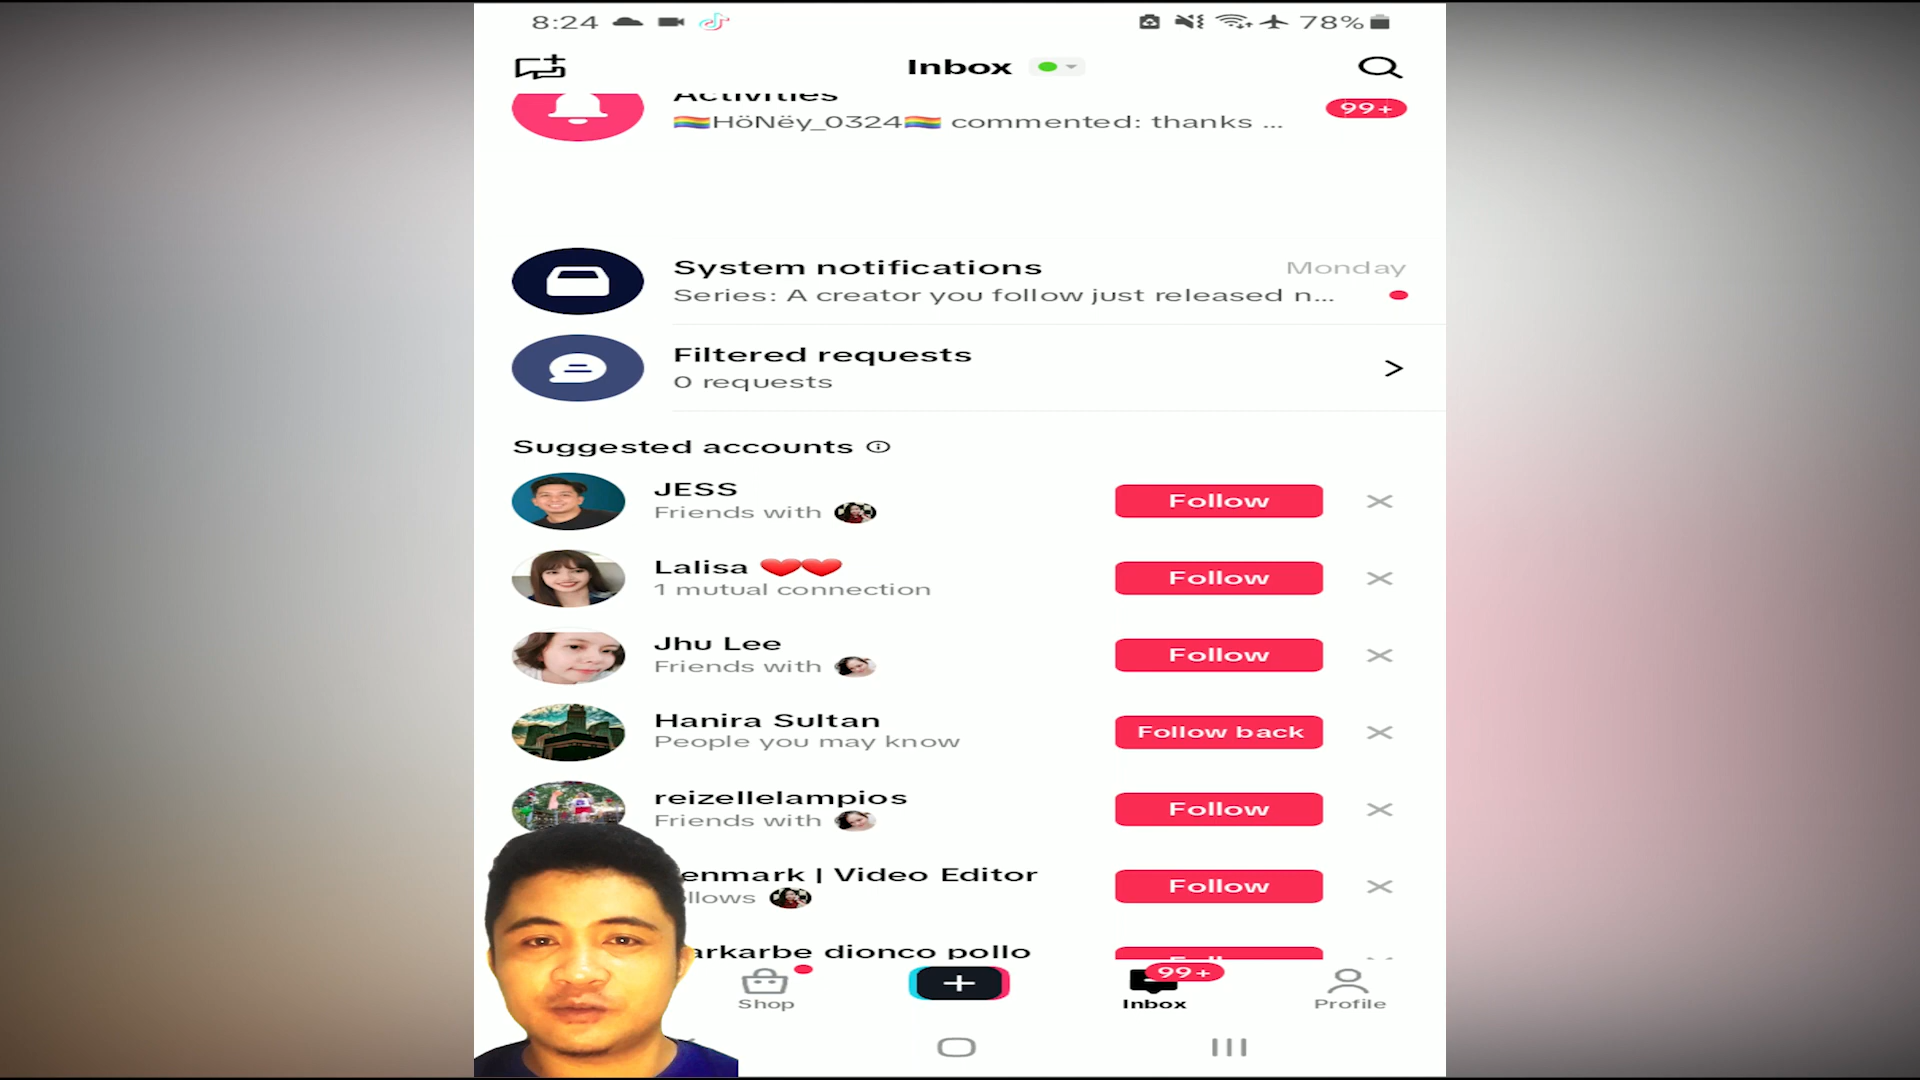 8:24 78%
Inbox
Activities
99+
🏳️‍🌈HöNëy_0324🏳️‍🌈 commented: thanks ...
System notifications Monday
Series: A creator you follow just released n...
Filtered requests
0 requests
Suggested accounts
JESS
Friends with
Follow
Lalisa ❤️❤️
1 mutual connection
Follow
Jhu Lee
Friends with
Follow
Hanira Sultan
People you may know
Follow back
reizellelampios
Friends with
Follow
enmark | Video Editor
llows
Follow
arkarbe dionco pollo
99+
Shop Inbox Profile